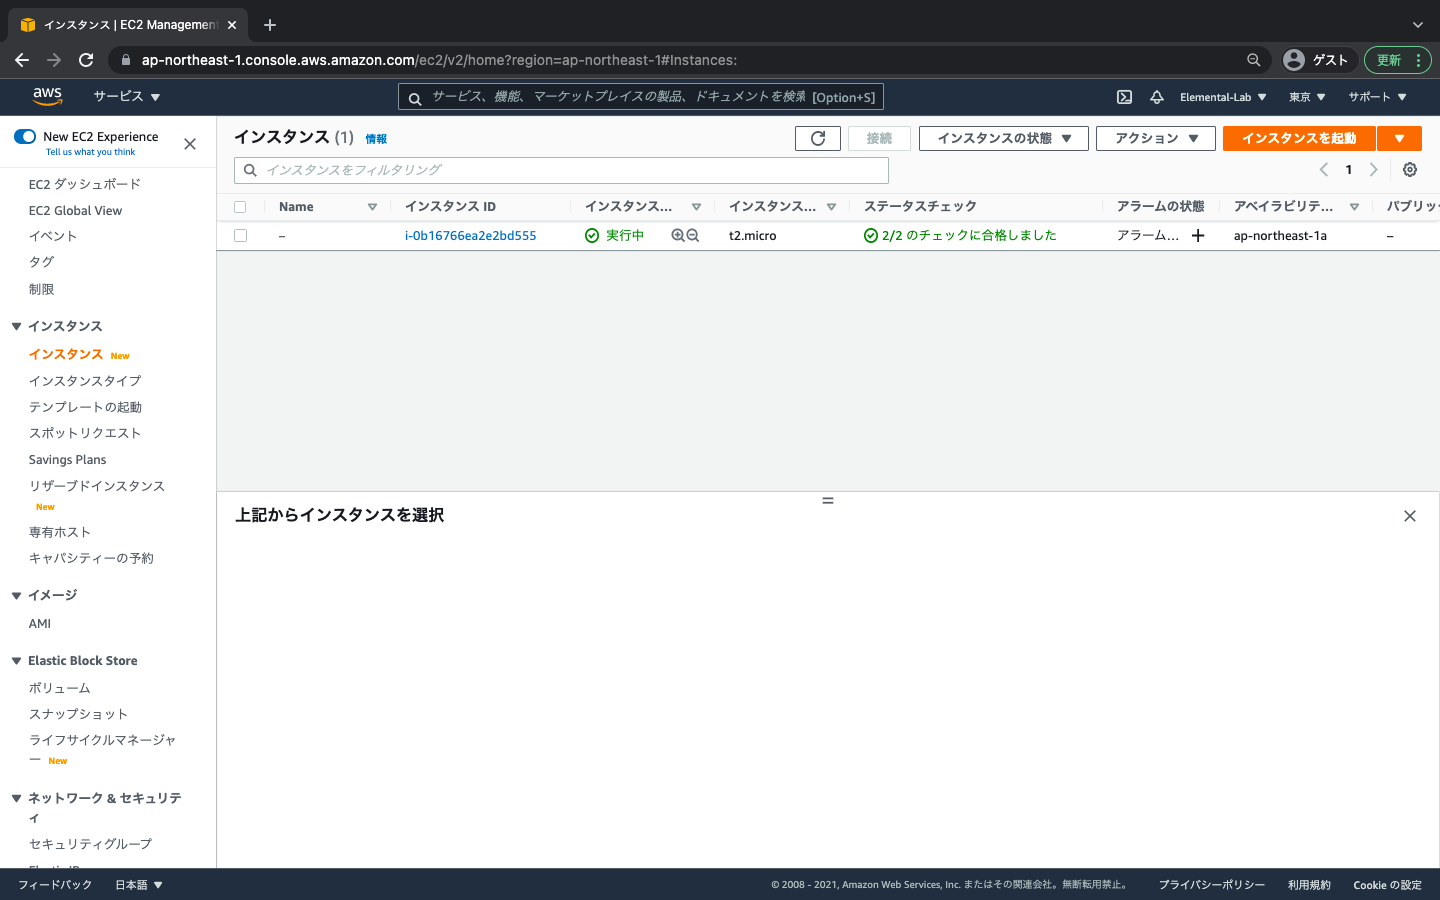 インスタンス | EC2 Managemen
ap-northeast-1.console.aws.amazon.com/ec2/v2/home?region=ap-northeast-1#Instances:
ゲスト
更新
aws
サービス
サービス、機能、マーケットプレイスの製品、ドキュメントを検索 [Option+S]
Elemental-Lab
東京
サポート
New EC2 Experience
Tell us what you think
EC2 ダッシュボード
EC2 Global View
イベント
タグ
制限
インスタンス
インスタンス New
インスタンスタイプ
テンプレートの起動
スポットリクエスト
Savings Plans
リザーブドインスタンス
New
専有ホスト
キャパシティーの予約
イメージ
AMI
Elastic Block Store
ボリューム
スナップショット
ライフサイクルマネージャ
ー New
ネットワーク & セキュリテ
ィ
セキュリティグループ
インスタンス (1) 情報
接続
インスタンスの状態
アクション
インスタンスを起動
インスタンスをフィルタリング
1
Name
インスタンス ID
インスタンス...
インスタンス...
ステータスチェック
アラームの状態
アベイラビリテ...
パブリッ
–
i-0b16766ea2e2bd555
実行中
t2.micro
2/2 のチェックに合格しました
アラーム... +
ap-northeast-1a
–
上記からインスタンスを選択
フィードバック
日本語
© 2008 - 2021, Amazon Web Services, Inc. またはその関連会社。無断転用禁止。
プライバシーポリシー
利用規約
Cookie の設定